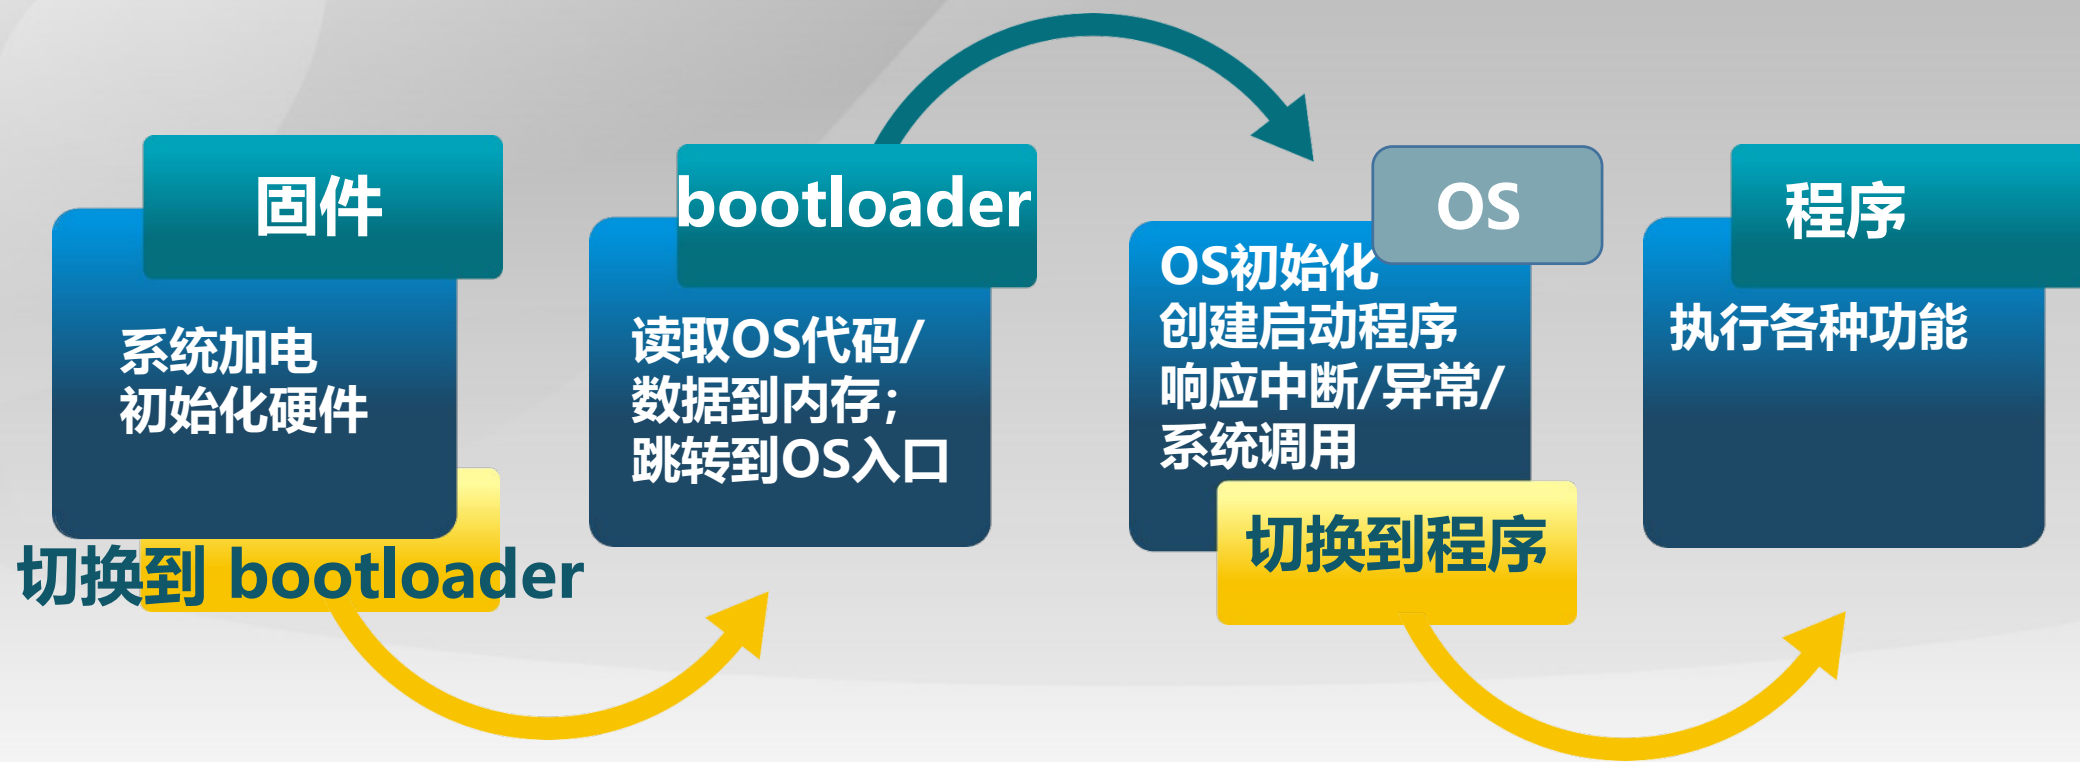 固件
系统加电
初始化硬件
切换到 bootloader
bootloader
读取OS代码/
数据到内存;
跳转到OS入口
OS
OS初始化
创建启动程序
响应中断/异常/
系统调用
切换到程序
程序
执行各种功能